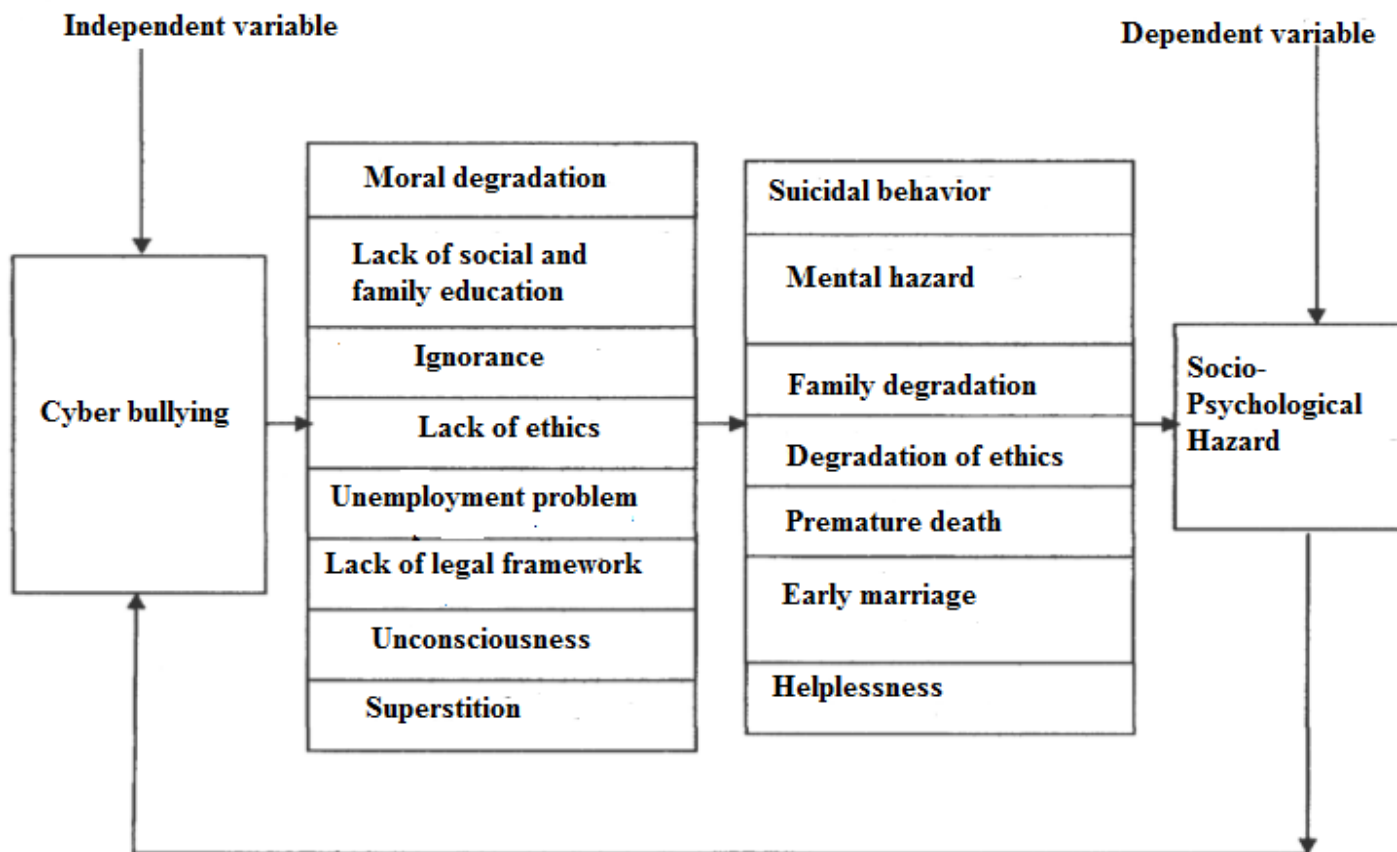 Independent variable
Dependent variable
Moral degradation
Lack of social and
family education
Ignorance
Lack of ethics
Unemployment problem
Lack of legal framework
Unconsciousness
Superstition
Suicidal behavior
Mental hazard
Family degradation
Degradation of ethics
Premature death
Early marriage
Helplessness
Cyber bullying
Socio-
Psychological
Hazard